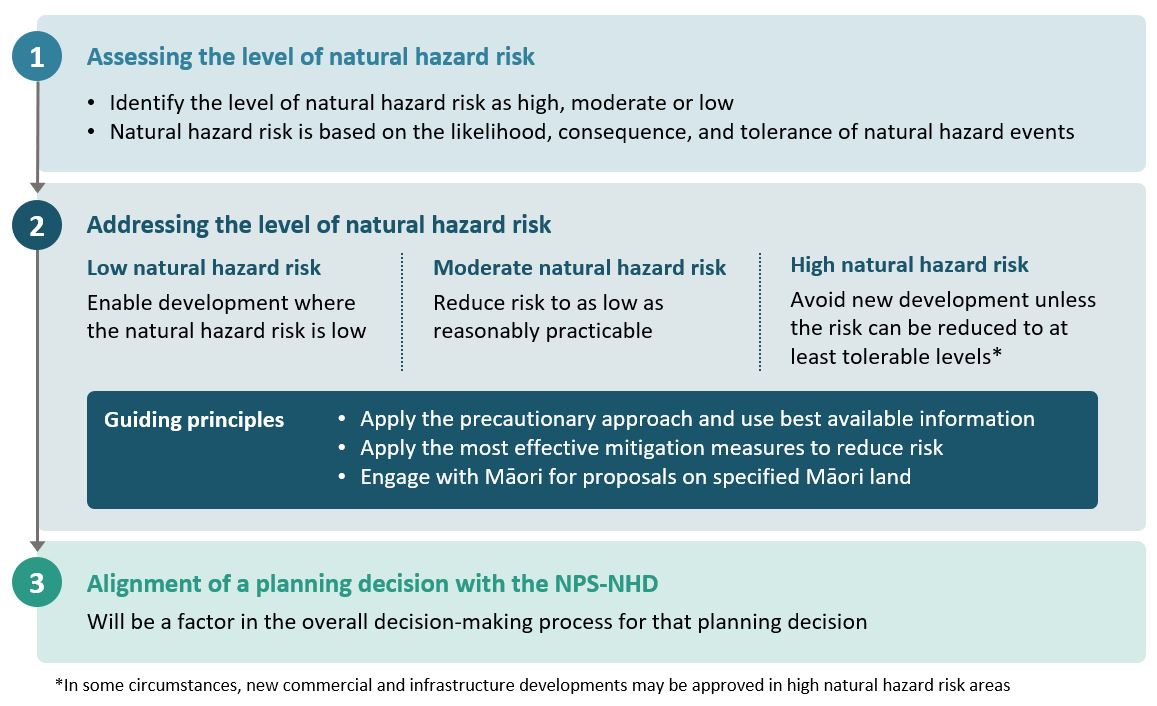 1
Assessing the level of natural hazard risk
• Identify the level of natural hazard risk as high, moderate or low
• Natural hazard risk is based on the likelihood, consequence, and tolerance of natural hazard events
2
Addressing the level of natural hazard risk
Low natural hazard risk
Enable development where
the natural hazard risk is low
Moderate natural hazard risk
Reduce risk to as low as
reasonably practicable
High natural hazard risk
Avoid new development unless
the risk can be reduced to at
least tolerable levels*
Guiding principles
• Apply the precautionary approach and use best available information
• Apply the most effective mitigation measures to reduce risk
• Engage with Māori for proposals on specified Māori land
3
Alignment of a planning decision with the NPS-NHD
Will be a factor in the overall decision-making process for that planning decision
*In some circumstances, new commercial and infrastructure developments may be approved in high natural hazard risk areas